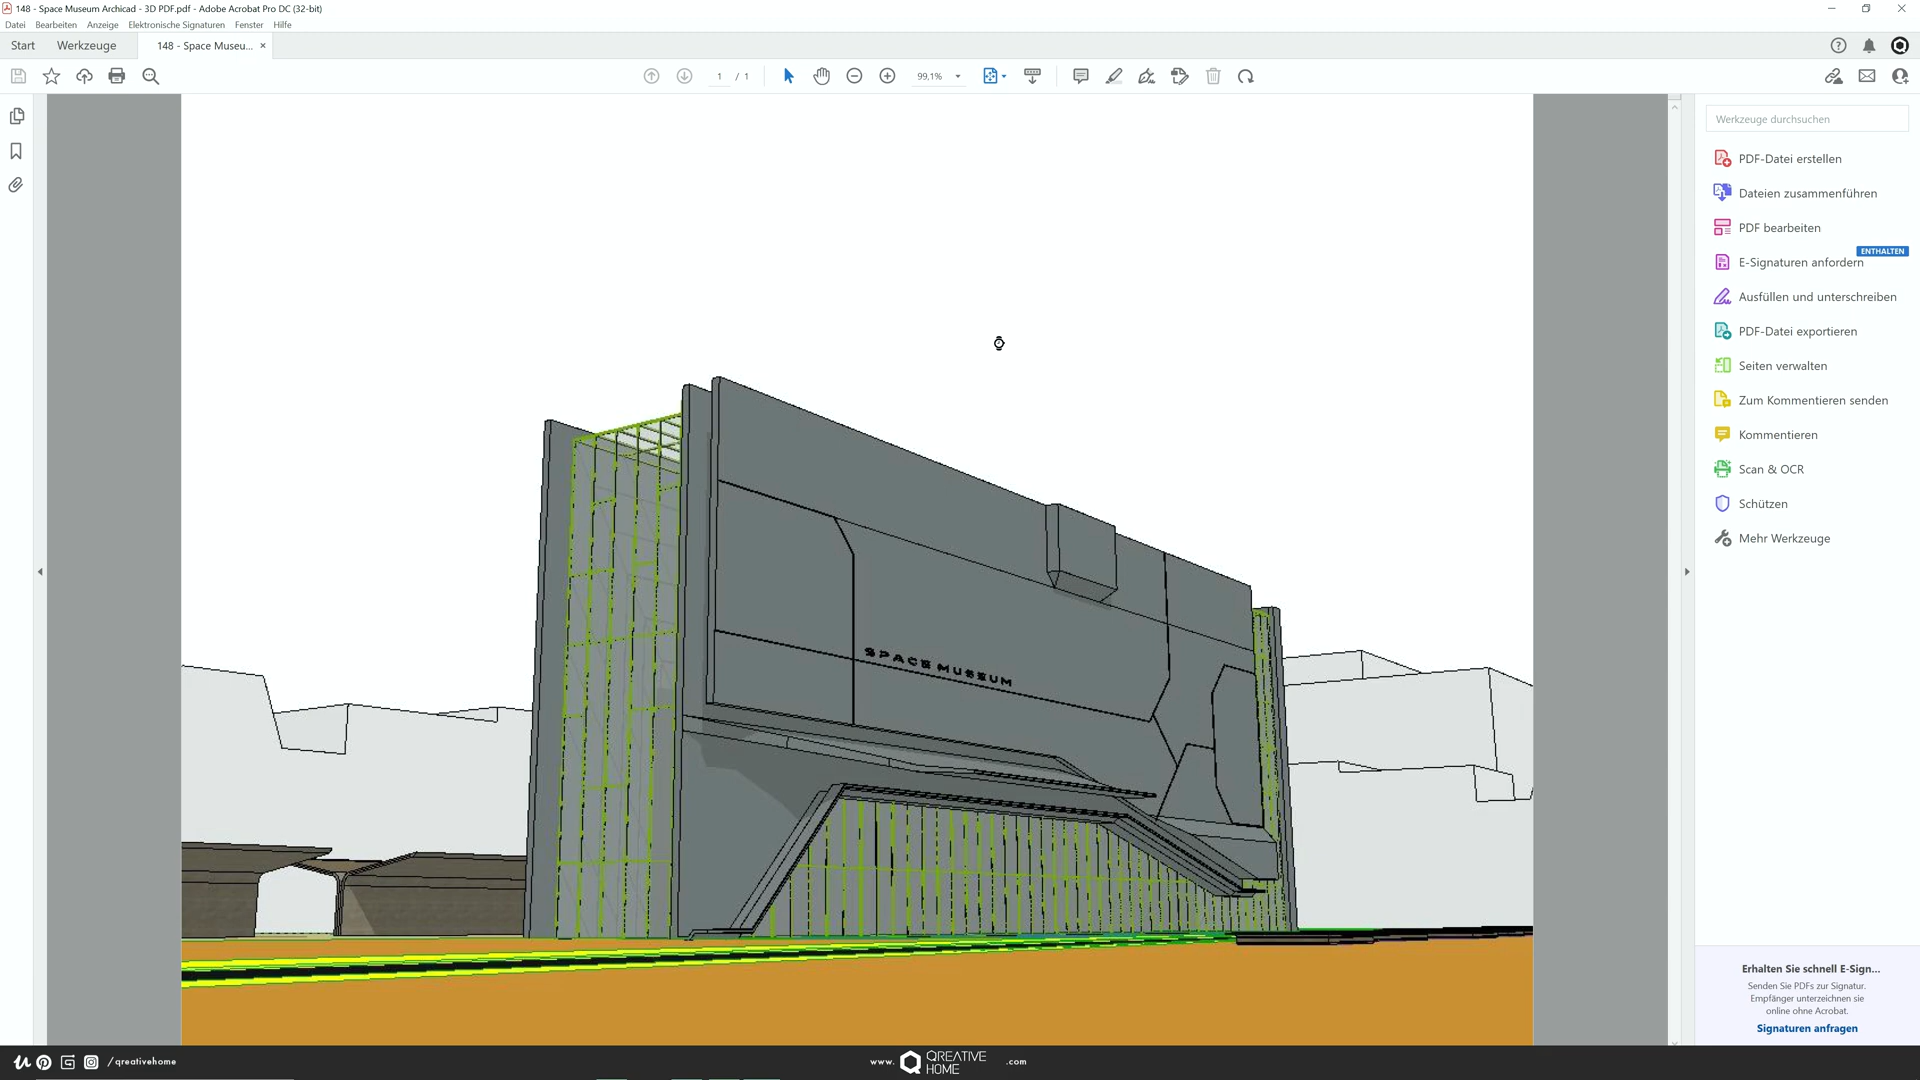 148 - Space Museum Archicad - 3D PDF.pdf - Adobe Acrobat Pro DC (32-bit)
Datei Bearbeiten Anzeige Elektronische Signaturen Fenster Hilfe
Start Werkzeuge 148 - Space Museu... ×
1 / 1 99,1%
Werkzeuge durchsuchen
PDF-Datei erstellen
Dateien zusammenführen
PDF bearbeiten
ENTHALTEN
E-Signaturen anfordern
Ausfüllen und unterschreiben
PDF-Datei exportieren
Seiten verwalten
Zum Kommentieren senden
Kommentieren
Scan & OCR
Schützen
Mehr Werkzeuge
SPACE MUSEUM
Erhalten Sie schnell E-Sign...
Senden Sie PDFs zur Signatur.
Empfänger unterzeichnen sie
online ohne Acrobat.
Signaturen anfragen
/qreativehome
www. QREATIVE HOME .com